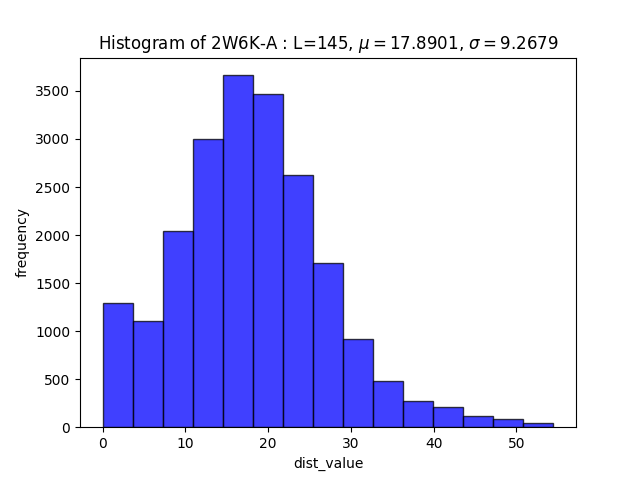 Histogram of 2W6K-A : L=145, μ = 17.8901, σ = 9.2679
3500
3000
2500
2000
1500
1000
500
0
frequency
0 10 20 30 40 50
dist_value